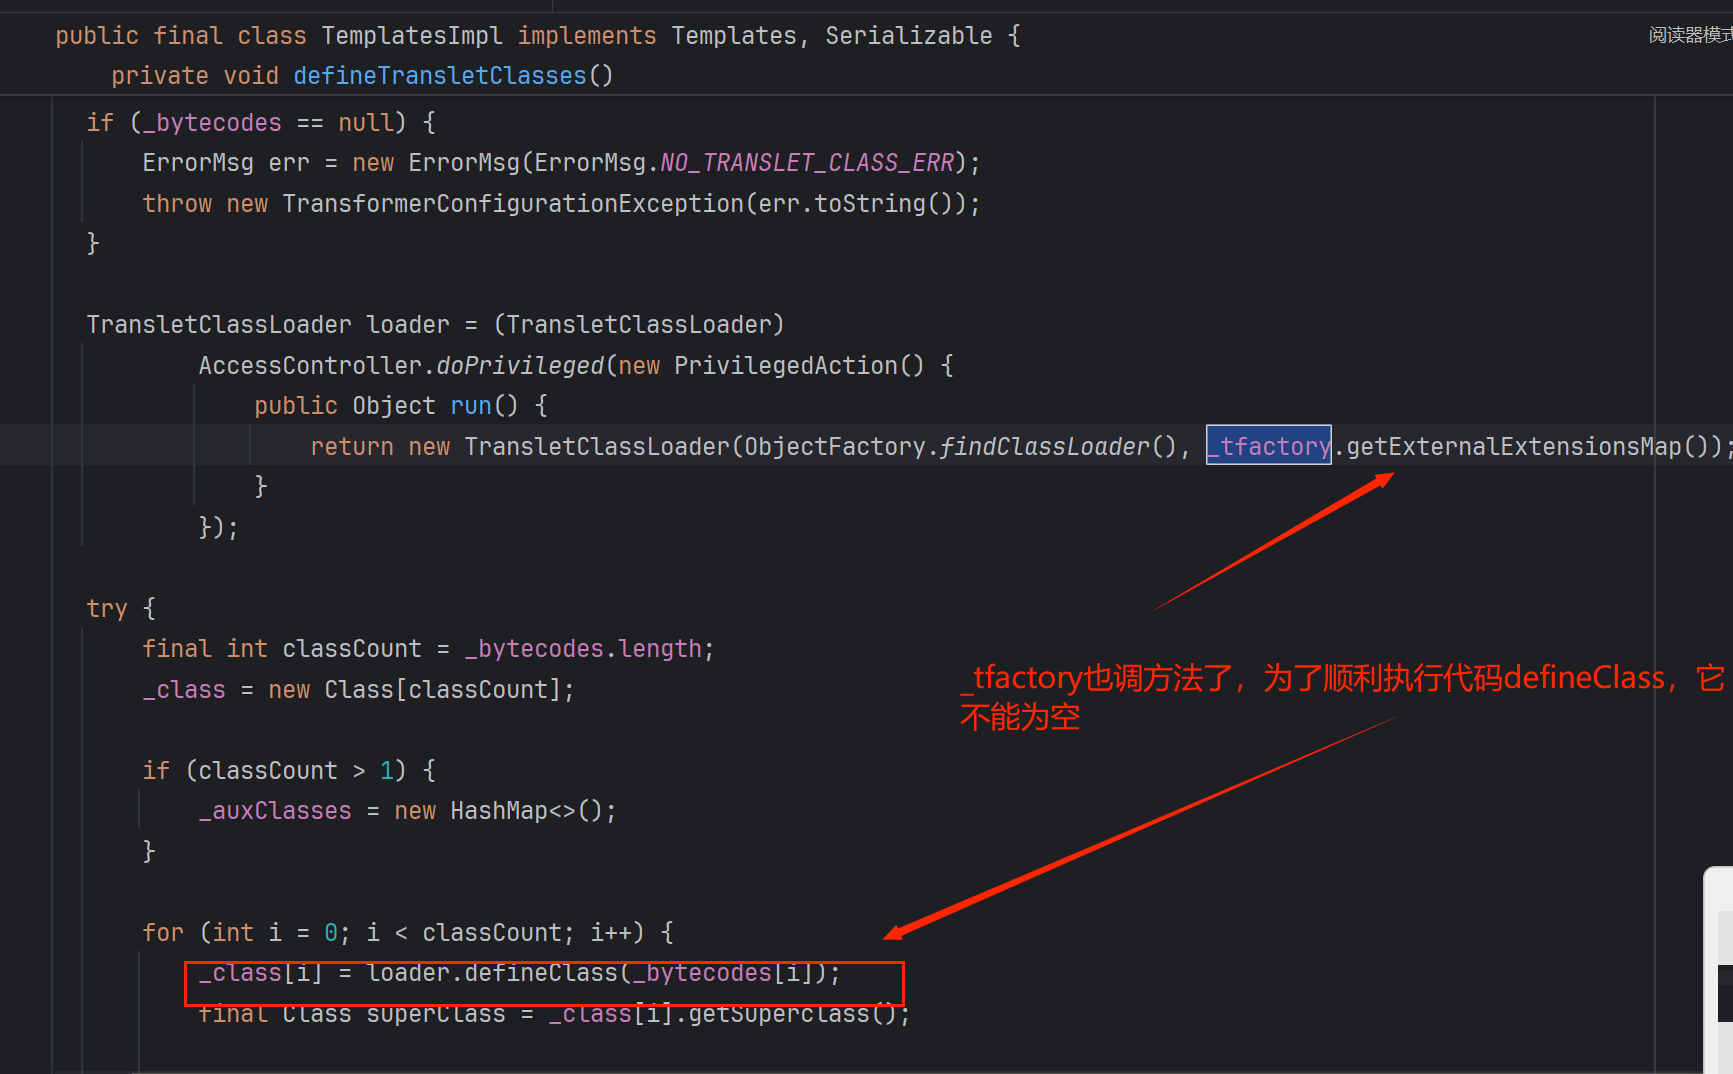 public final class TemplatesImpl implements Templates, Serializable {
阅读器模式
private void defineTransletClasses()
if (_bytecodes == null) {
ErrorMsg err = new ErrorMsg(ErrorMsg.NO_TRANSLET_CLASS_ERR);
throw new TransformerConfigurationException(err.toString());
}
TransletClassLoader loader = (TransletClassLoader)
AccessController.doPrivileged(new PrivilegedAction() {
public Object run() {
return new TransletClassLoader(ObjectFactory.findClassLoader(), _tfactory.getExternalExtensionsMap());
}
});
try {
final int classCount = _bytecodes.length;
_class = new Class[classCount];
_tfactory也调方法了，为了顺利执行代码defineClass，它
不能为空
if (classCount > 1) {
_auxClasses = new HashMap<>();
}
for (int i = 0; i < classCount; i++) {
_class[i] = loader.defineClass(_bytecodes[i]);
final Class superClass = _class[i].getSuperclass();